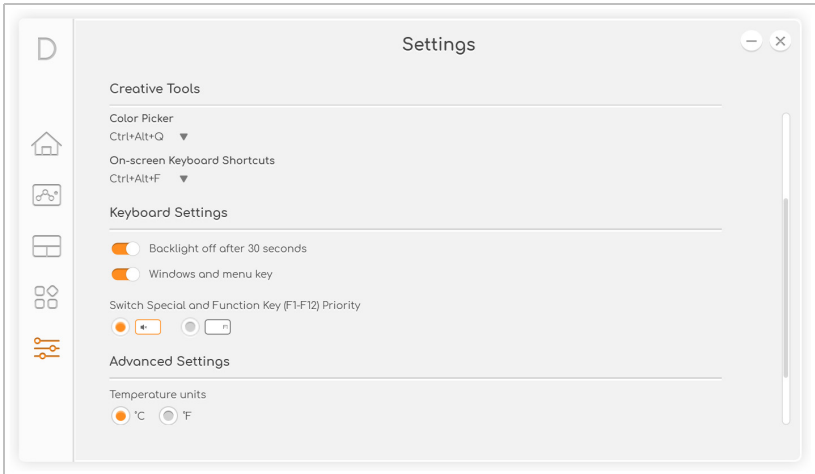 D
Settings
Creative Tools
Color Picker
Ctrl+Alt+Q
On-screen Keyboard Shortcuts
Ctrl+Alt+F
Keyboard Settings
Backlight off after 30 seconds
Windows and menu key
Switch Special and Function Key (F1-F12) Priority
F1
Advanced Settings
Temperature units
°C °F